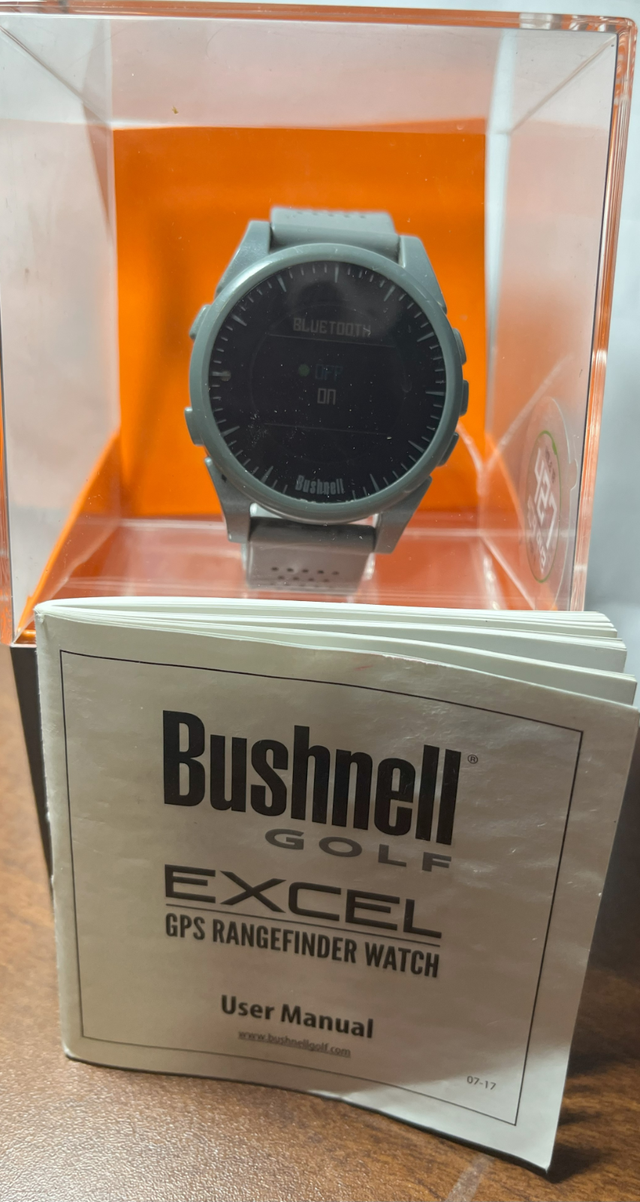 BLUETOOTH
OFF
ON
Bushnell
Bushnell®
GOLF
EXCEL
GPS RANGEFINDER WATCH
User Manual
www.bushnellgolf.com
07-17